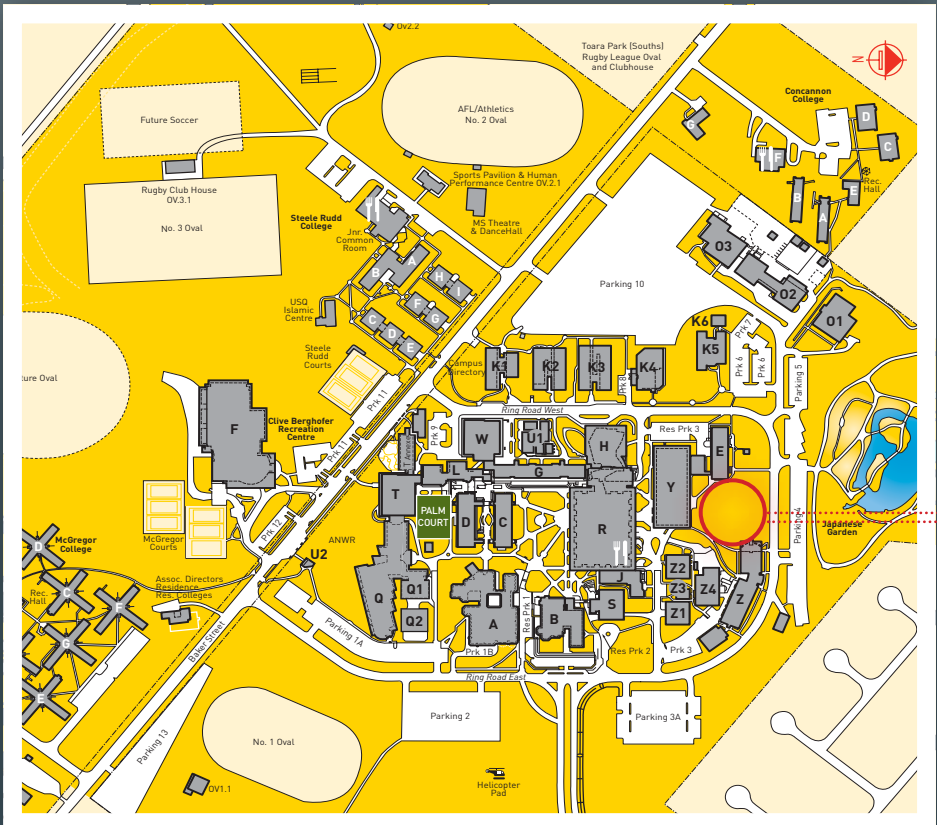 Ov2.2
Toara Park (Souths)
Rugby League Oval
and Clubhouse
N
Concannon
College
Future Soccer
AFL/Athletics
No. 2 Oval
G
D
C
F
Rec.
Hall
E
B
A
Rugby Club House
OV.3.1
No. 3 Oval
Sports Pavilion & Human
Performance Centre OV.2.1
MS Theatre
& DanceHall
Steele Rudd
College
Jnr.
Common
Room
A
B
H
I
F
G
C
D
E
USQ
Islamic
Centre
O3
O2
O1
Parking 10
K6
K5
Prk 7
Prk 6
Prk 6
Parking 5
Steele
Rudd
Courts
Campus
Directory
K1
K2
K3
Prk 8
K4
ture Oval
Prk 11
Ring Road West
F
Clive Berghofer
Recreation
Centre
Prk 11
Prk 9
W
U1
H
Res Prk 3
E
L
G
Y
T
PALM
COURT
D
C
R
McGregor
Courts
Prk 12
ANWR
U2
Japanese
Garden
D
McGregor
College
Rec.
Hall
C
F
G
E
Assoc. Directors
Residence
Res. Colleges
Baker Street
Q
Q1
Q2
A
Res Prk 1
B
J
S
Z2
Z3
Z4
Z1
Z
Parking 1A
Prk 1B
Res Prk 2
Prk 3
Ring Road East
Parking 2
Parking 3A
No. 1 Oval
Parking 13
OV1.1
Helicopter
Pad